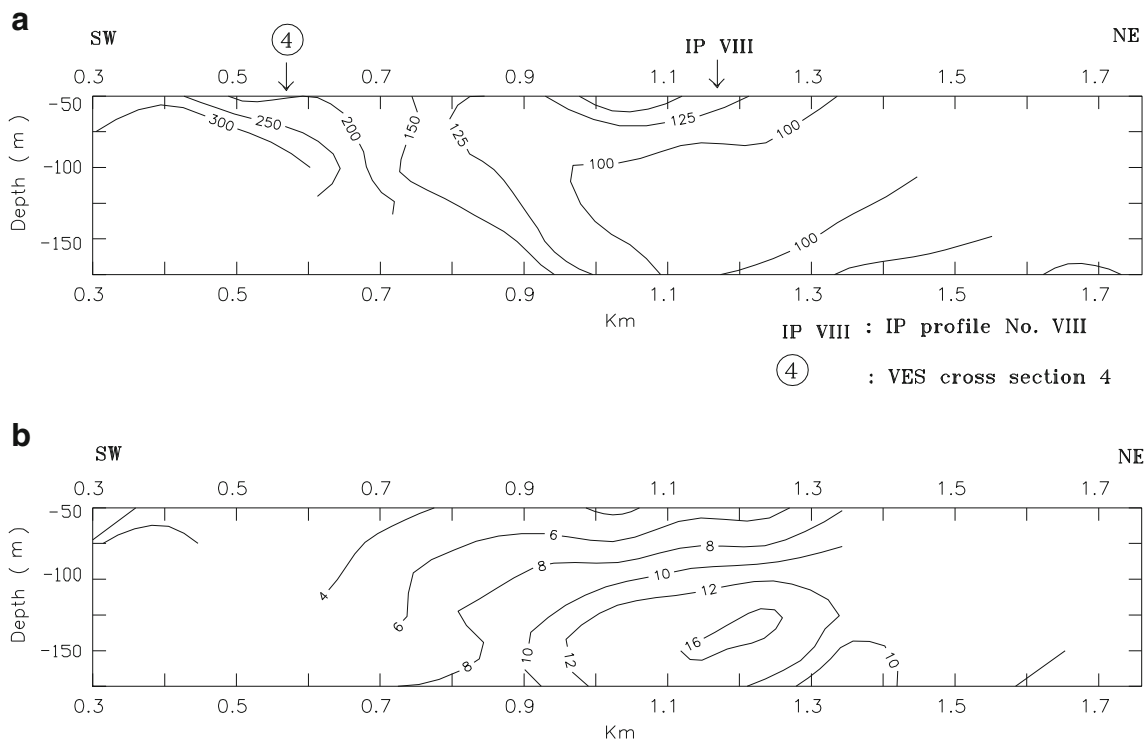 a
SW
4
IP VIII
NE
0.3 0.5 0.7 0.9 1.1 1.3 1.5 1.7
-50
-100
-150
Depth ( m )
300
250
200
150
125
125
100
100
100
0.3 0.5 0.7 0.9 1.1 1.3 1.5 1.7
Km
IP VIII : IP profile No. VIII
4 : VES cross section 4
b
SW
NE
0.3 0.5 0.7 0.9 1.1 1.3 1.5 1.7
-50
-100
-150
Depth ( m )
4
6
6
8
8
8
10
10
10
12
12
16
0.3 0.5 0.7 0.9 1.1 1.3 1.5 1.7
Km